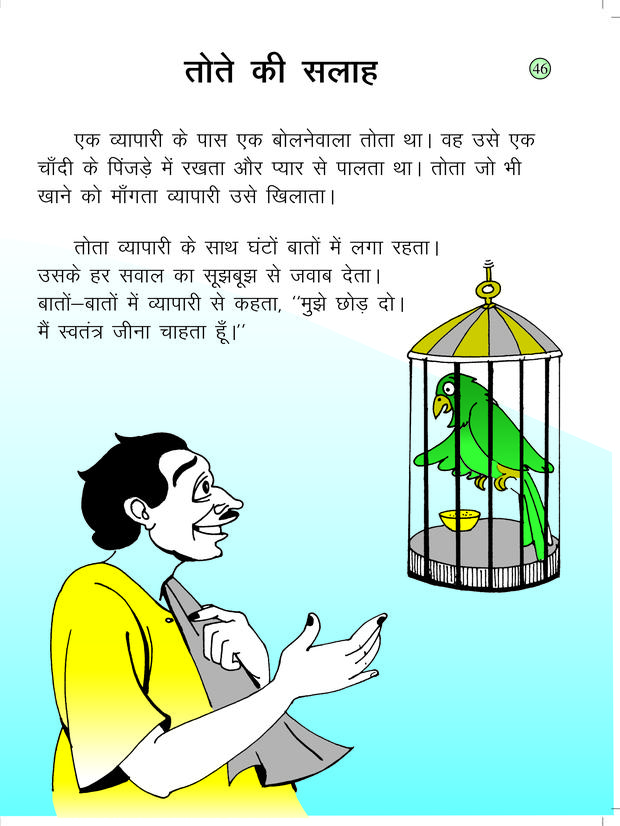 तोते की सलाह
46
एक व्यापारी के पास एक बोलनेवाला तोता था। वह उसे एक
चाँदी के पिंजड़े में रखता और प्यार से पालता था। तोता जो भी
खाने को माँगता व्यापारी उसे खिलाता।
तोता व्यापारी के साथ घंटों बातों में लगा रहता।
उसके हर सवाल का सूझबूझ से जवाब देता।
बातों–बातों में व्यापारी से कहता, ‘‘मुझे छोड़ दो।
मैं स्वतंत्र जीना चाहता हूँ।‘‘